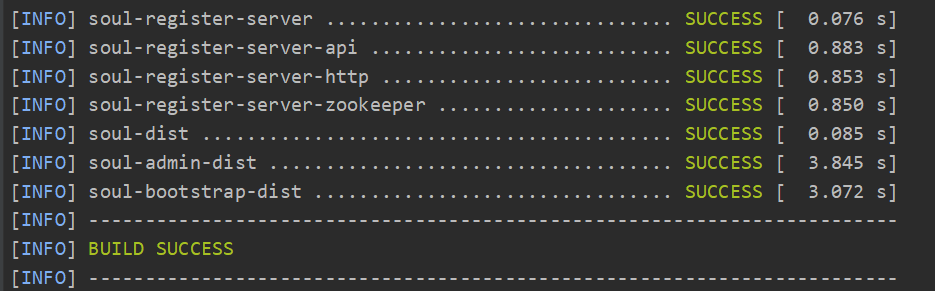 [INFO] soul-register-server ............................... SUCCESS [  0.076 s]
[INFO] soul-register-server-api ........................... SUCCESS [  0.883 s]
[INFO] soul-register-server-http .......................... SUCCESS [  0.853 s]
[INFO] soul-register-server-zookeeper ..................... SUCCESS [  0.850 s]
[INFO] soul-dist .......................................... SUCCESS [  0.085 s]
[INFO] soul-admin-dist .................................... SUCCESS [  3.845 s]
[INFO] soul-bootstrap-dist ................................ SUCCESS [  3.072 s]
[INFO] ------------------------------------------------------------------------
[INFO] BUILD SUCCESS
[INFO] ------------------------------------------------------------------------